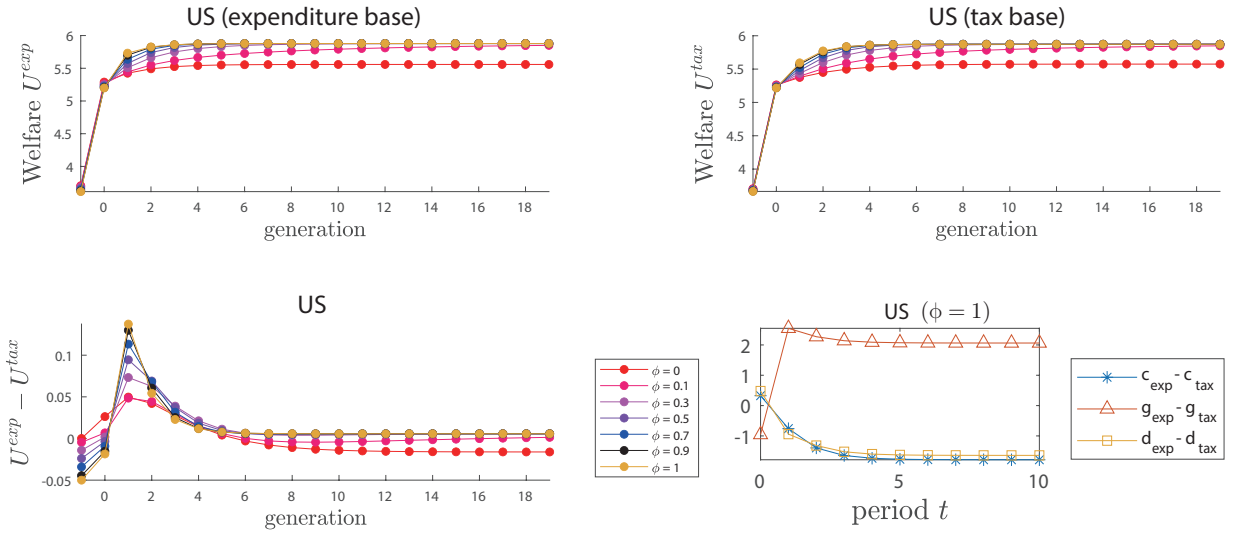 US (expenditure base)
Welfare U^exp
6
5.5
5
4.5
4
0 2 4 6 8 10 12 14 16 18
generation
US (tax base)
Welfare U^tax
6
5.5
5
4.5
4
0 2 4 6 8 10 12 14 16 18
generation
US
U^exp − U^tax
0.1
0.05
0
-0.05
0 2 4 6 8 10 12 14 16 18
generation
ϕ = 0
ϕ = 0.1
ϕ = 0.3
ϕ = 0.5
ϕ = 0.7
ϕ = 0.9
ϕ = 1
US (ϕ = 1)
2
1
0
-1
0 5 10
period t
c_exp - c_tax
g_exp - g_tax
d_exp - d_tax